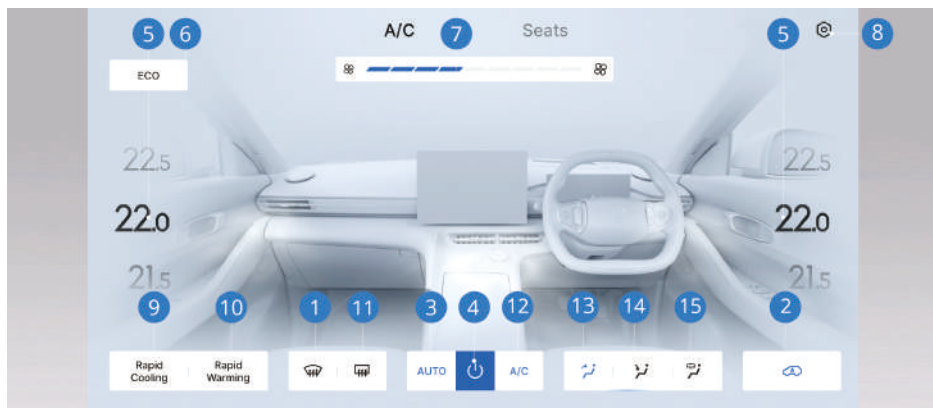 5 6 A/C 7 Seats 5 8
ECO
22.5 22.5
22.0 22.0
21.5 21.5
9 10 1 11 3 4 12 13 14 15 2
Rapid Cooling Rapid Warming AUTO A/C